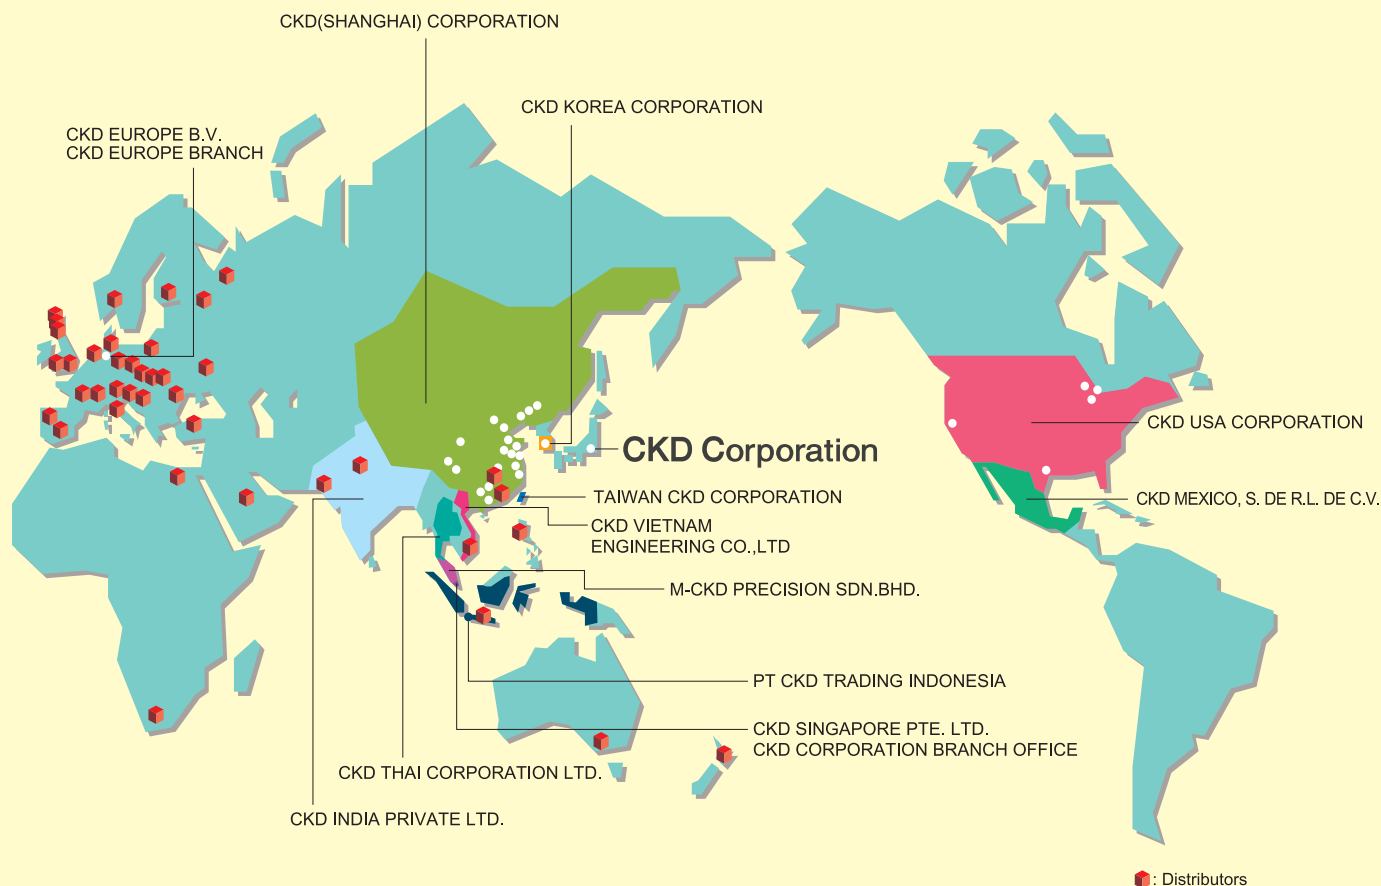 CKD(SHANGHAI) CORPORATION
CKD KOREA CORPORATION
CKD EUROPE B.V.
CKD EUROPE BRANCH
CKD USA CORPORATION
CKD Corporation
TAIWAN CKD CORPORATION
CKD MEXICO, S. DE R.L. DE C.V.
CKD VIETNAM
ENGINEERING CO.,LTD
M-CKD PRECISION SDN.BHD.
PT CKD TRADING INDONESIA
CKD SINGAPORE PTE. LTD.
CKD CORPORATION BRANCH OFFICE
CKD THAI CORPORATION LTD.
CKD INDIA PRIVATE LTD.
: Distributors